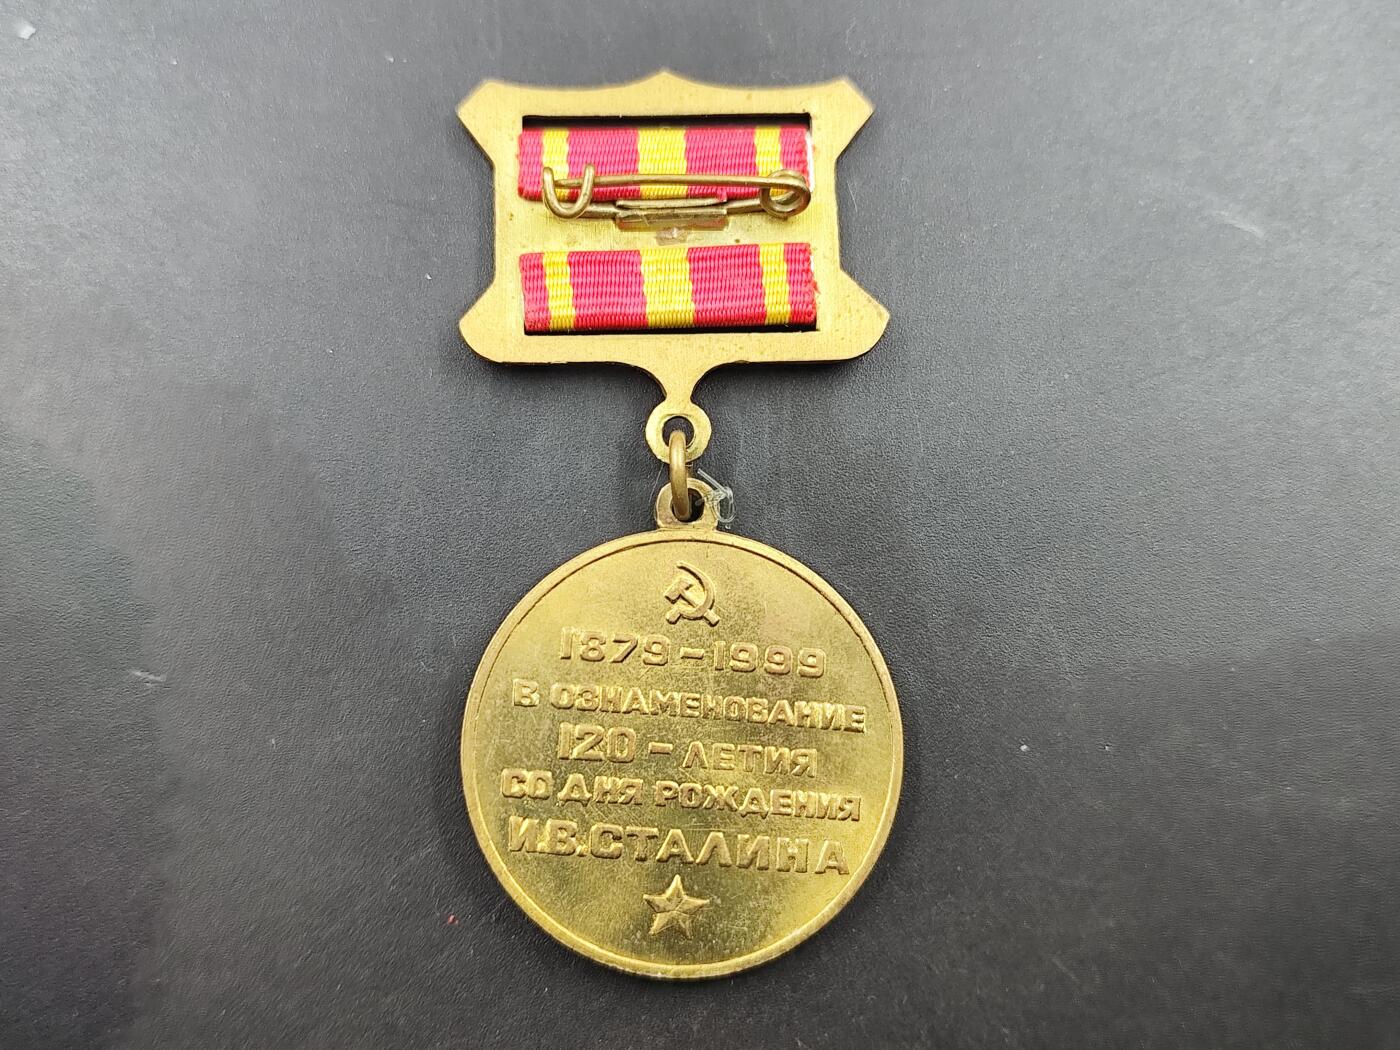 1879-1999
В ОЗНАМЕНОВАНИЕ
120-ЛЕТИЯ
СО ДНЯ РОЖДЕНИЯ
И.В.СТАЛИНА